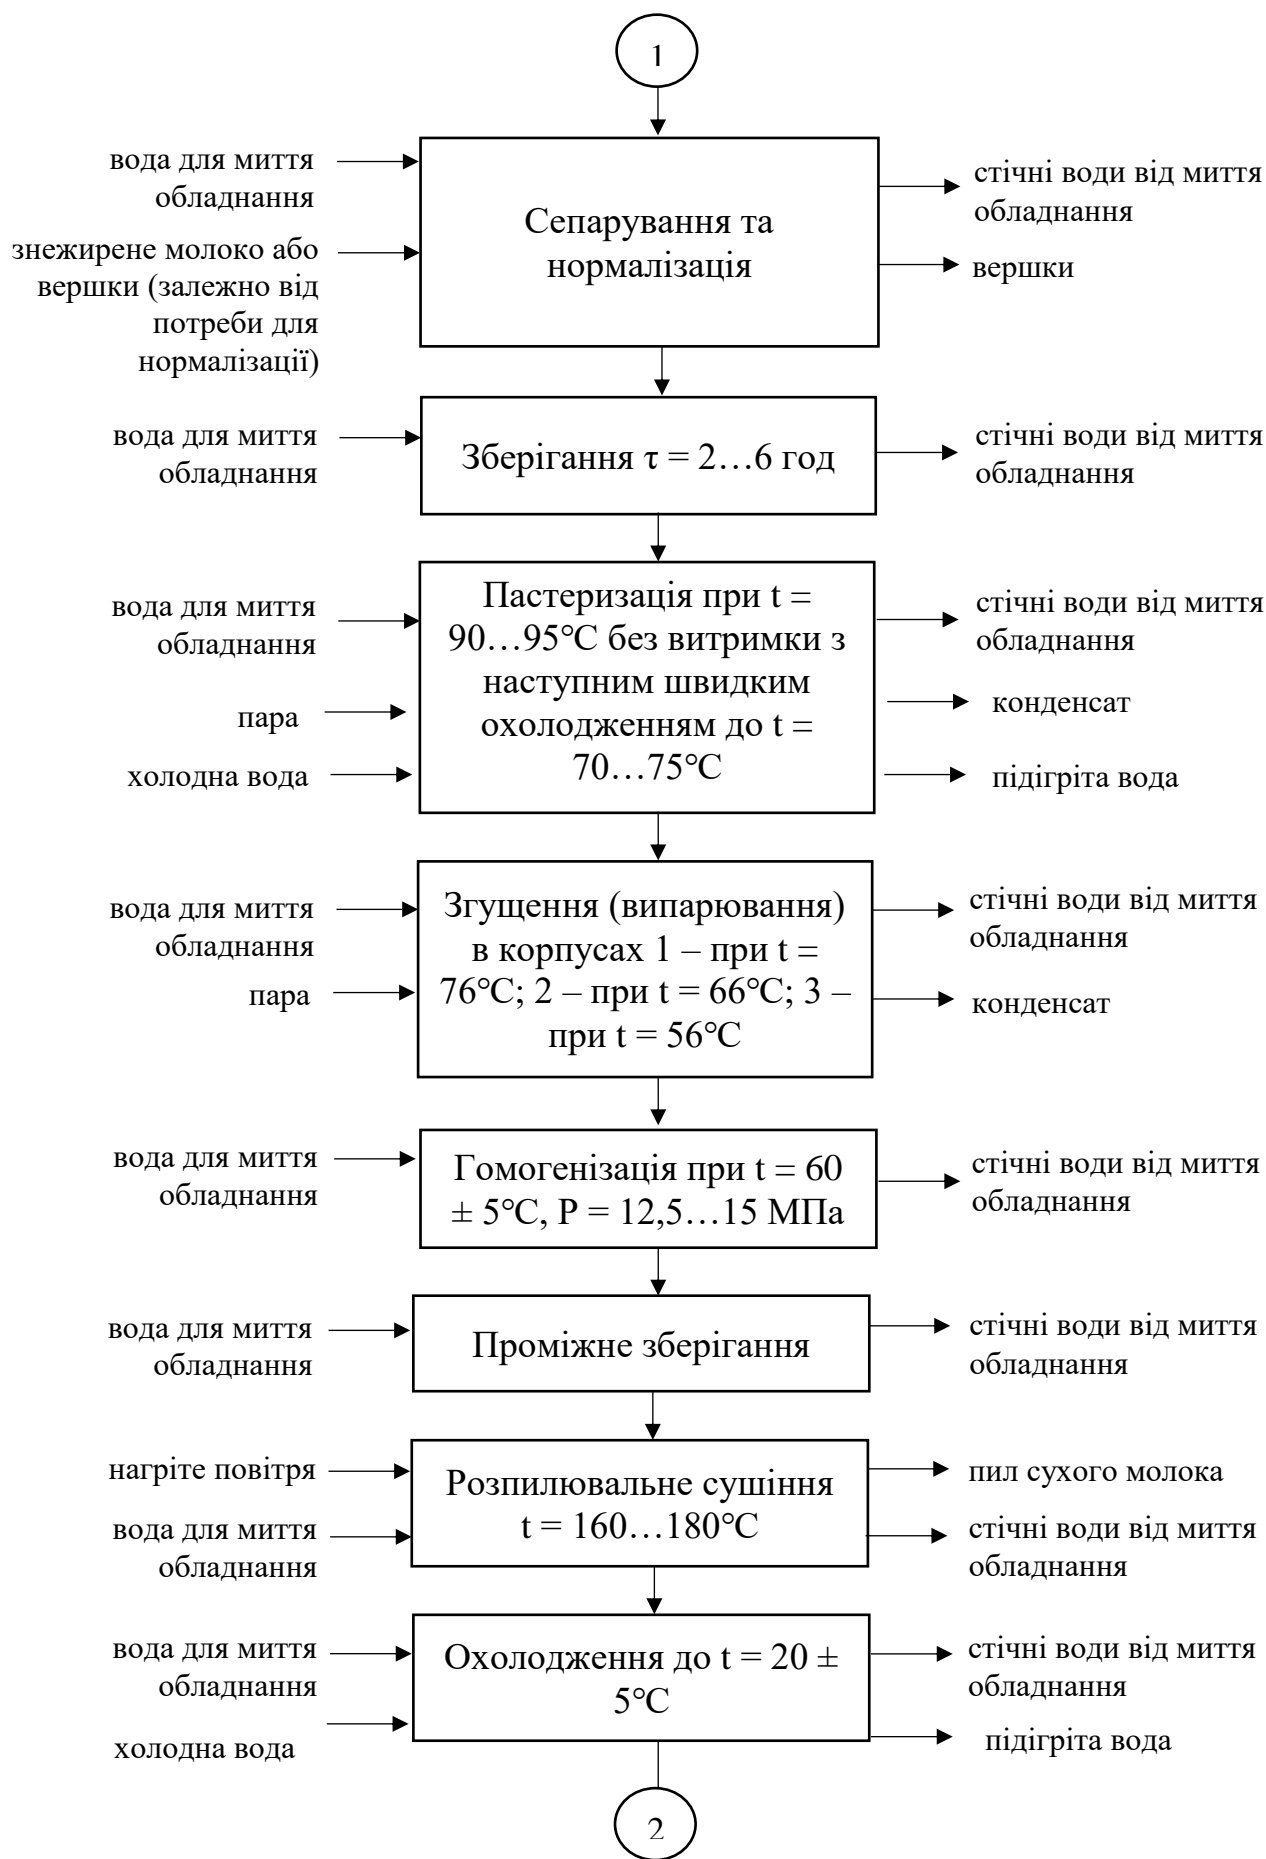 1
вода для миття
обладнання
знежирене молоко або
вершки (залежно від
потреби для
нормалізації)
Сепарування та
нормалізація
стічні води від миття
обладнання
вершки
вода для миття
обладнання
Зберігання τ = 2…6 год
стічні води від миття
обладнання
вода для миття
обладнання
пара
холодна вода
Пастеризація при t =
90…95°C без витримки з
наступним швидким
охолодженням до t =
70…75°C
стічні води від миття
обладнання
конденсат
підігріта вода
вода для миття
обладнання
пара
Згущення (випарювання)
в корпусах 1 – при t =
76°C; 2 – при t = 66°C; 3 –
при t = 56°C
стічні води від миття
обладнання
конденсат
вода для миття
обладнання
Гомогенізація при t = 60
± 5°C, P = 12,5…15 МПа
стічні води від миття
обладнання
вода для миття
обладнання
Проміжне зберігання
стічні води від миття
обладнання
нагріте повітря
вода для миття
обладнання
Розпилювальне сушіння
t = 160…180°C
пил сухого молока
стічні води від миття
обладнання
вода для миття
обладнання
холодна вода
Охолодження до t = 20 ±
5°C
стічні води від миття
обладнання
підігріта вода
2